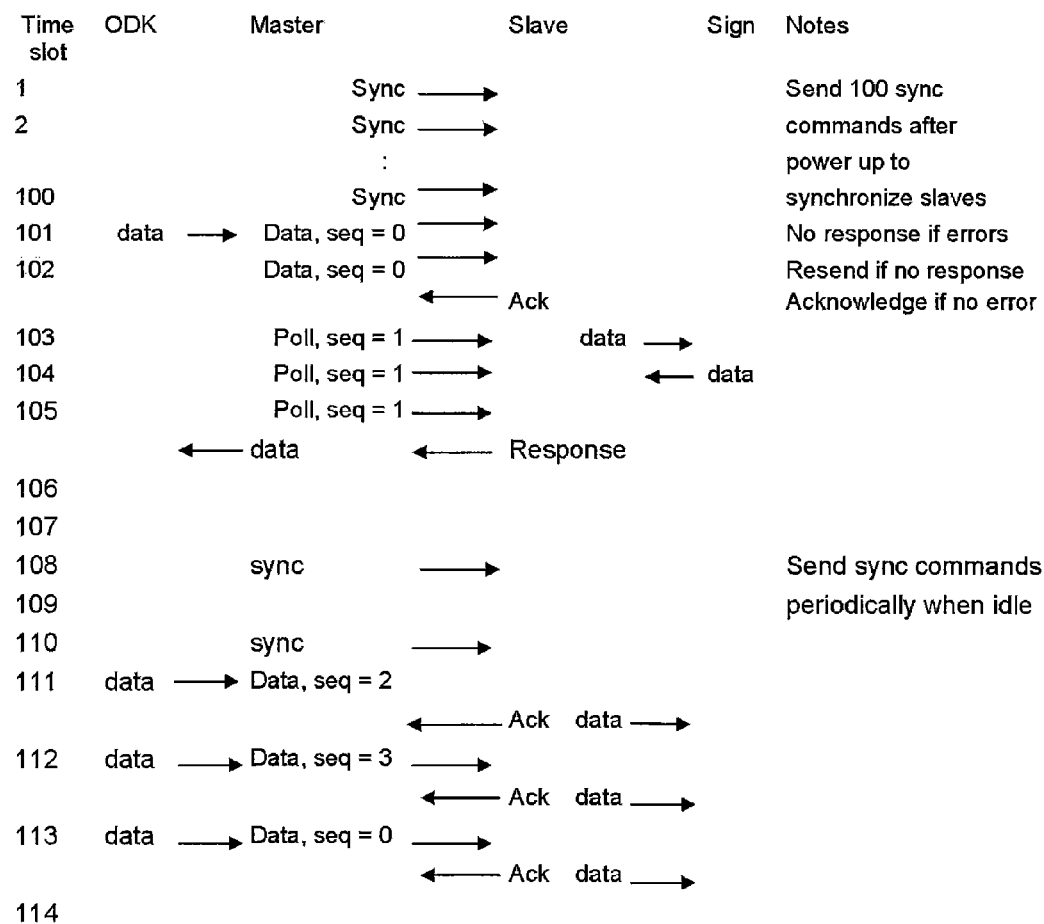 Time ODK Master Slave Sign Notes
slot
1 Sync Send 100 sync
2 Sync commands after
: power up to
100 Sync synchronize slaves
101 data Data, seq = 0 No response if errors
102 Data, seq = 0 Resend if no response
Ack Acknowledge if no error
103 Poll, seq = 1 data
104 Poll, seq = 1 data
105 Poll, seq = 1
data Response
106
107
108 sync Send sync commands
109 periodically when idle
110 sync
111 data Data, seq = 2
Ack data
112 data Data, seq = 3
Ack data
113 data Data, seq = 0
Ack data
114